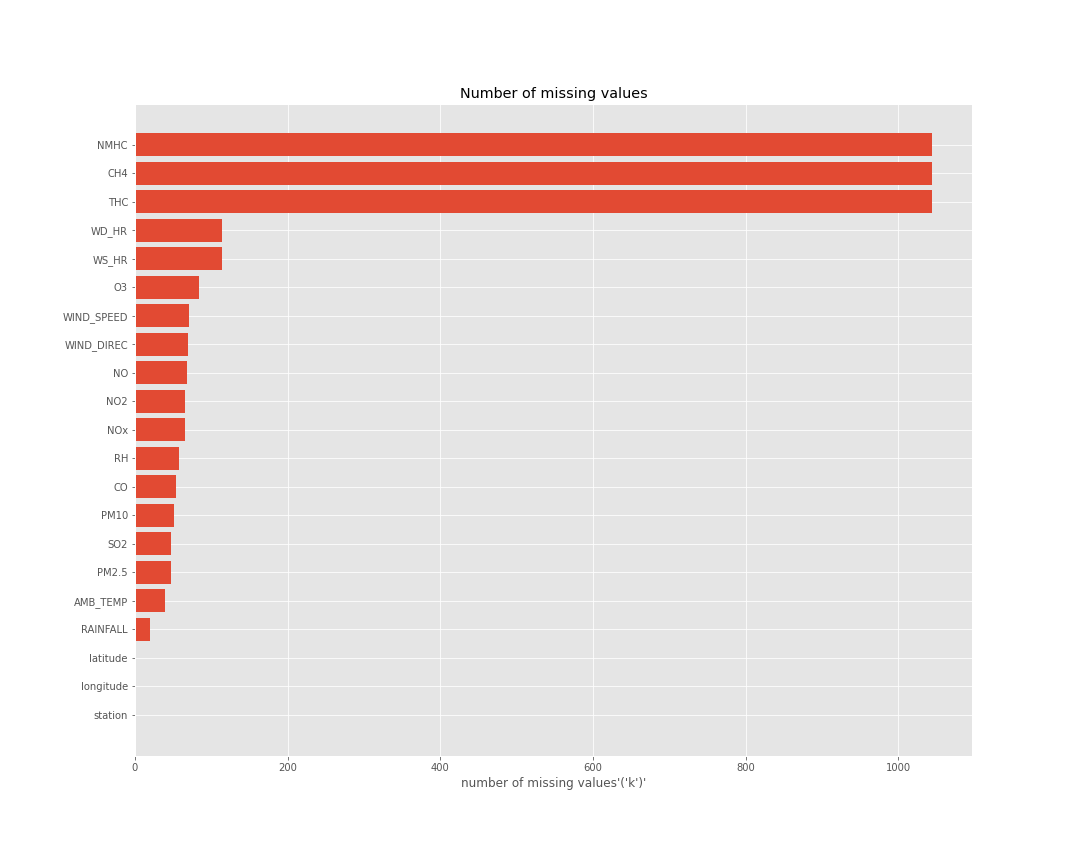 Number of missing values
NMHC
CH4
THC
WD_HR
WS_HR
O3
WIND_SPEED
WIND_DIREC
NO
NO2
NOx
RH
CO
PM10
SO2
PM2.5
AMB_TEMP
RAINFALL
latitude
longitude
station
0 200 400 600 800 1000
number of missing values'('k')'